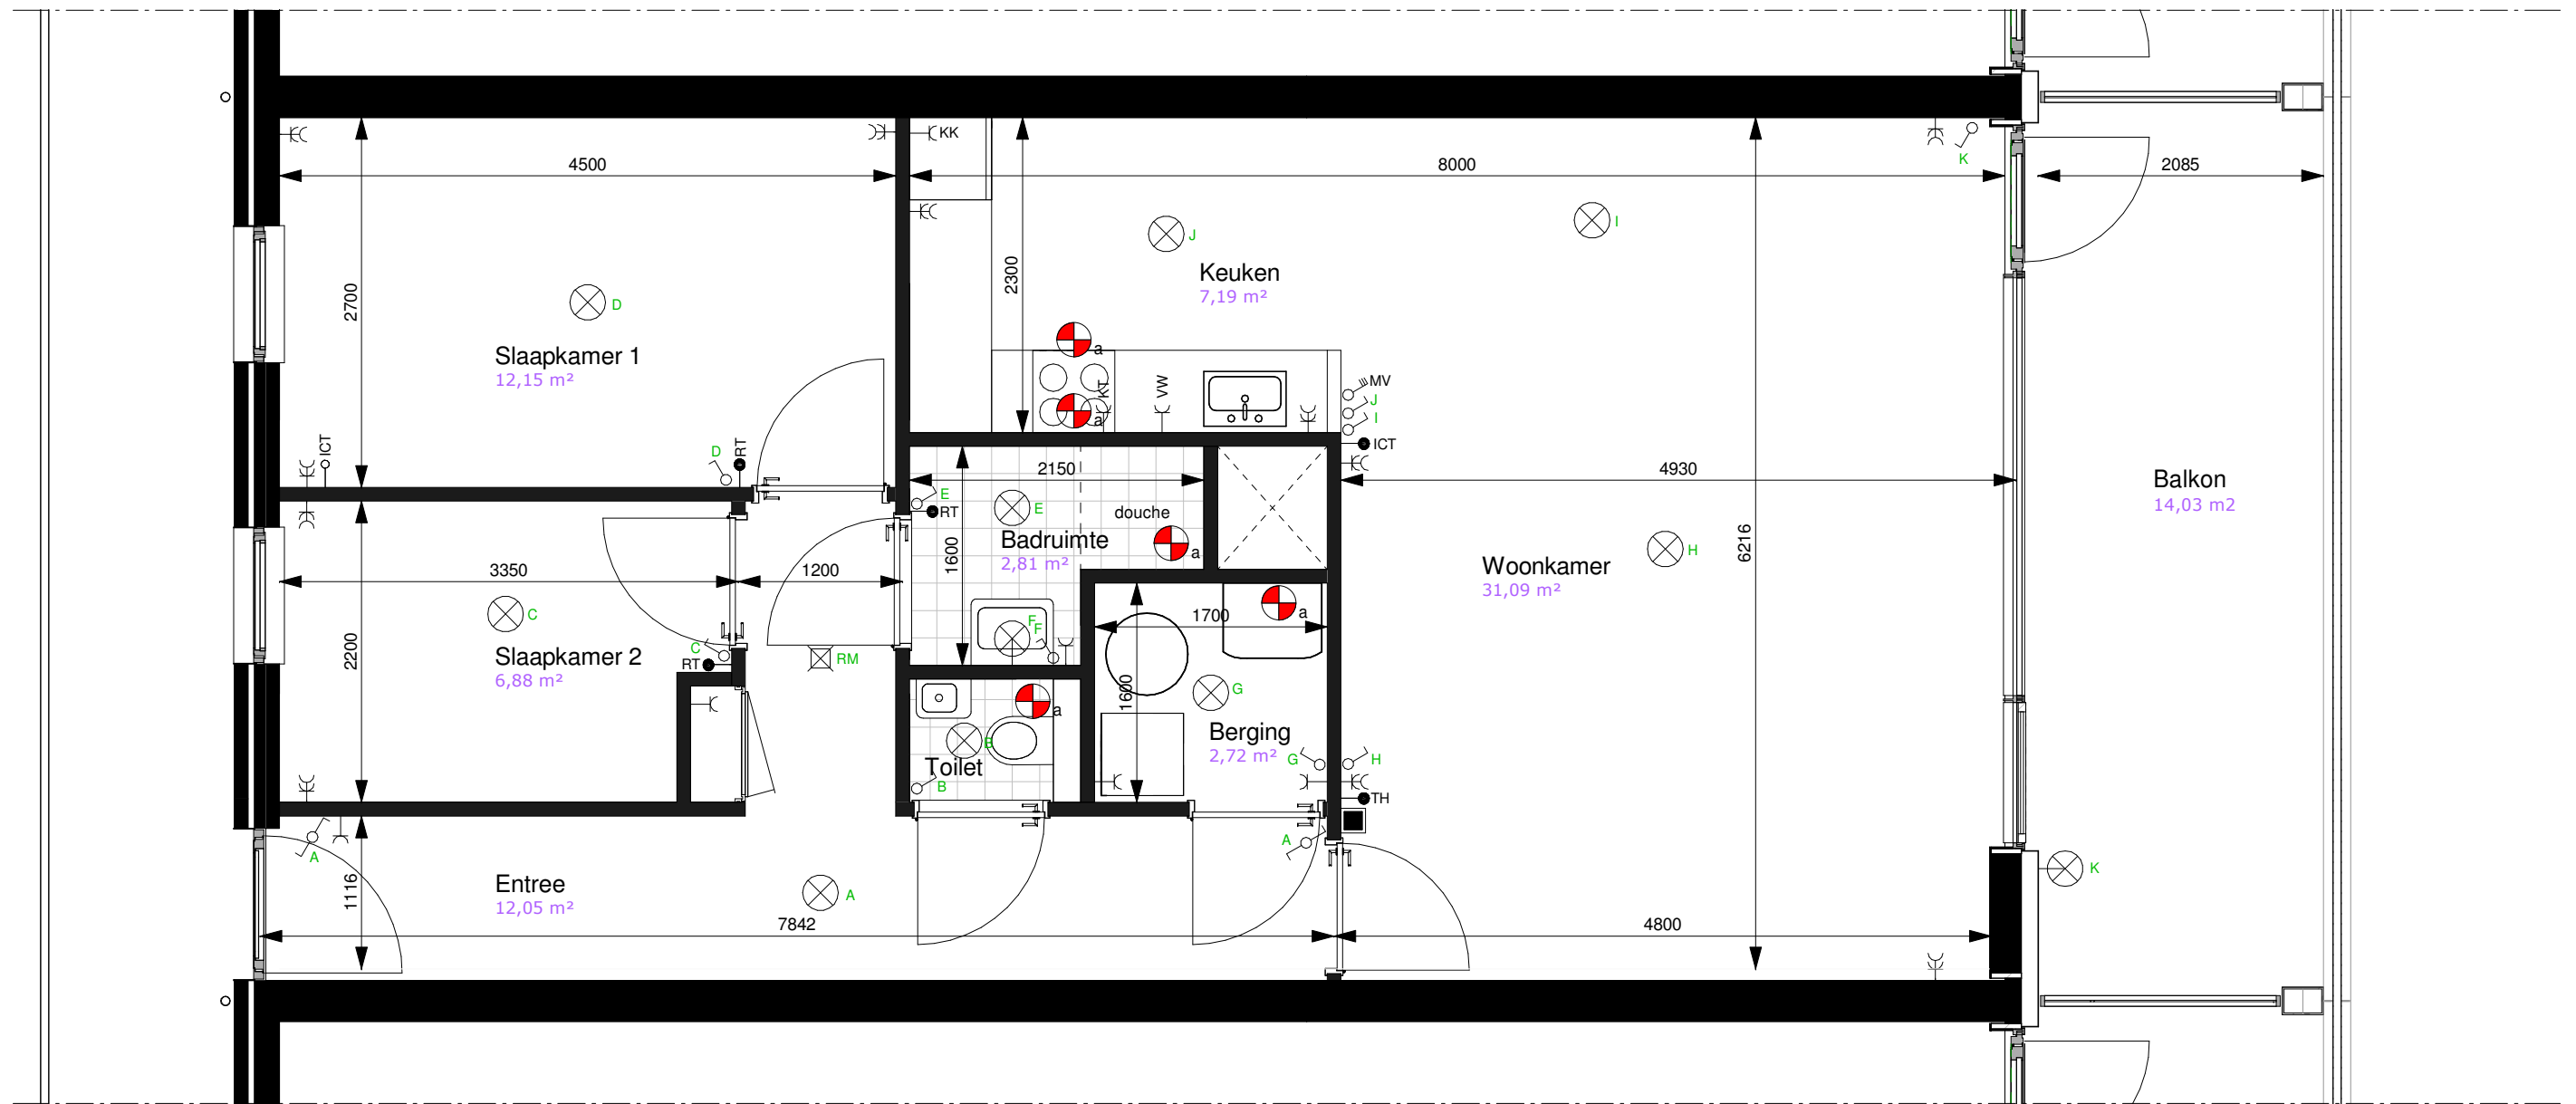 KK
4500
8000
K
2085
J
I
2300
Keuken
7,19 m²
2700
D
Slaapkamer 1
12,15 m²
a
KT
VW
a
MV
J
I
ICT
ICT
D
RT
2150
4930
Balkon
14,03 m2
E
RT
E
douche
Badruimte
2,81 m²
a
1600
6216
H
Woonkamer
31,09 m²
3350
1200
C
1700
a
2200
F
F
C
RT
Slaapkamer 2
6,88 m²
RM
1600
G
a
B
Berging
2,72 m²
Toilet
B
G
H
TH
A
A
K
1116
Entree
12,05 m²
A
7842
4800